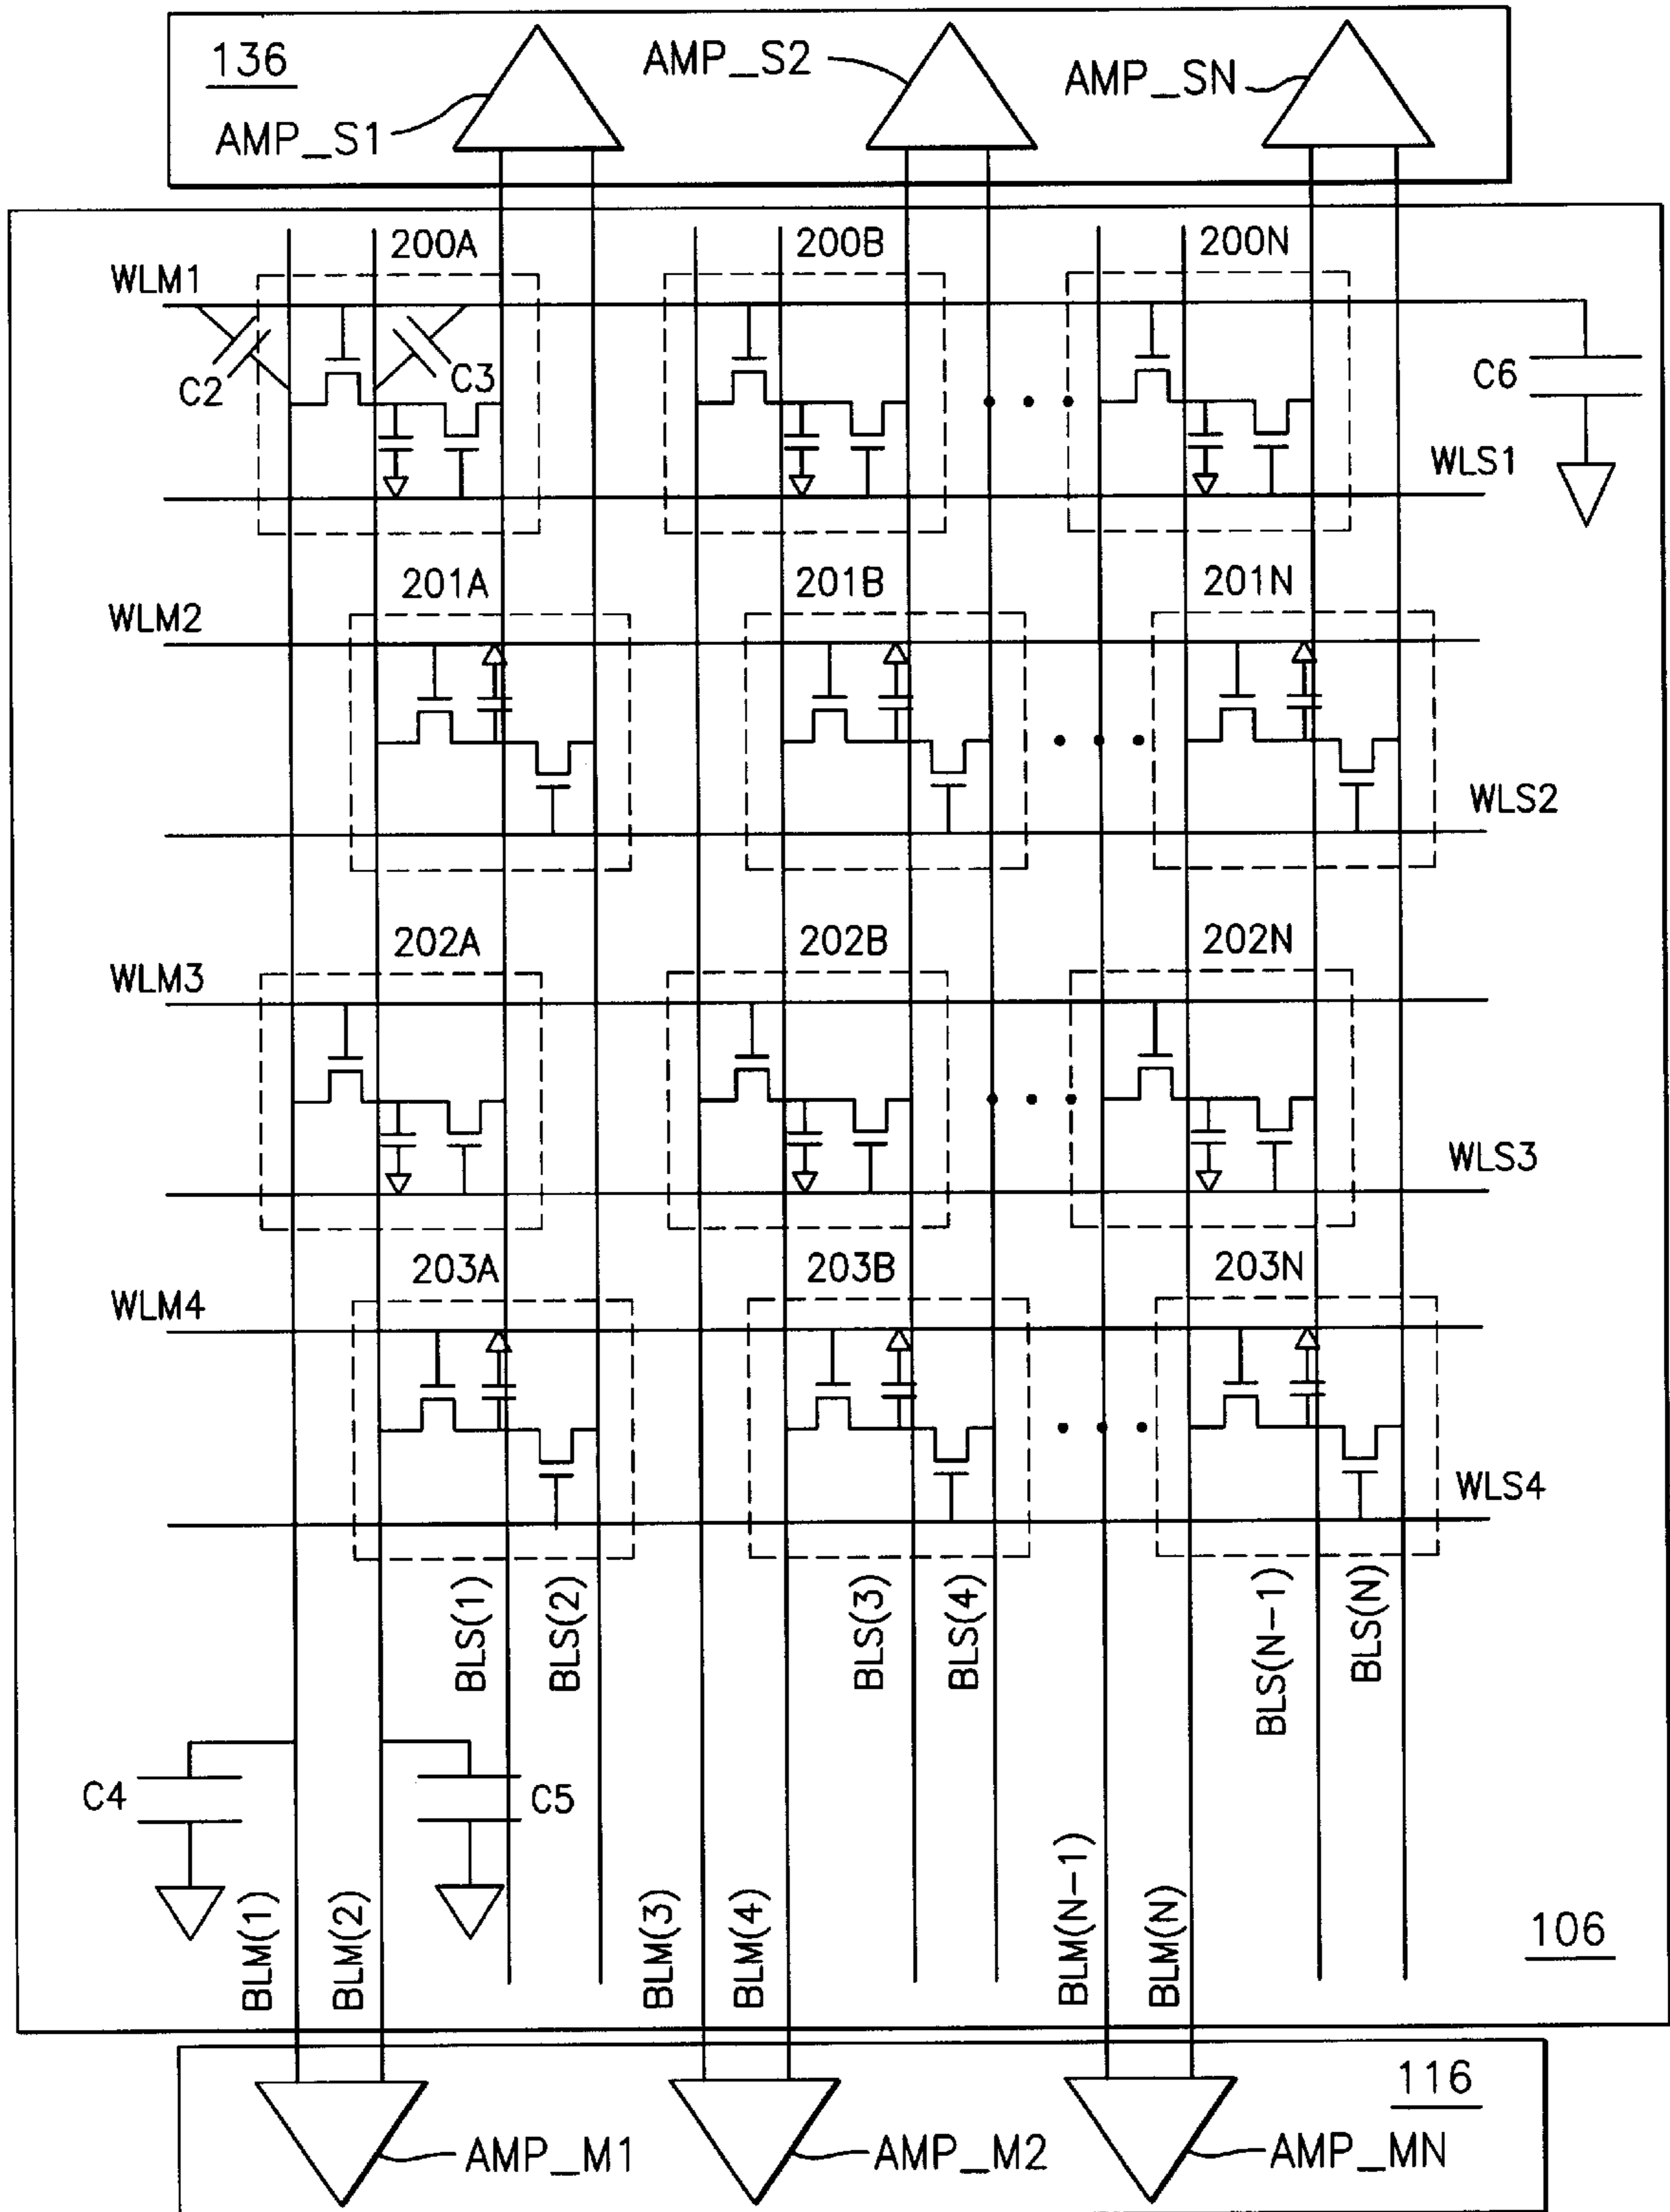 136
AMP_S1
AMP_S2
AMP_SN
200A
200B
200N
WLM1
C2
C3
C6
WLS1
201A
201B
201N
WLM2
WLS2
202A
202B
202N
WLM3
WLS3
203A
203B
203N
WLM4
WLS4
BLS(1)
BLS(2)
BLS(3)
BLS(4)
BLS(N-1)
BLS(N)
C4
C5
BLM(1)
BLM(2)
BLM(3)
BLM(4)
BLM(N-1)
BLM(N)
106
116
AMP_M1
AMP_M2
AMP_MN